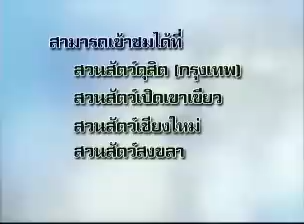 สามารถเข้าชมได้ที่
สวนสัตว์ดุสิต (กรุงเทพ)
สวนสัตว์เปิดเขาเขียว
สวนสัตว์เชียงใหม่
สวนสัตว์สงขลา